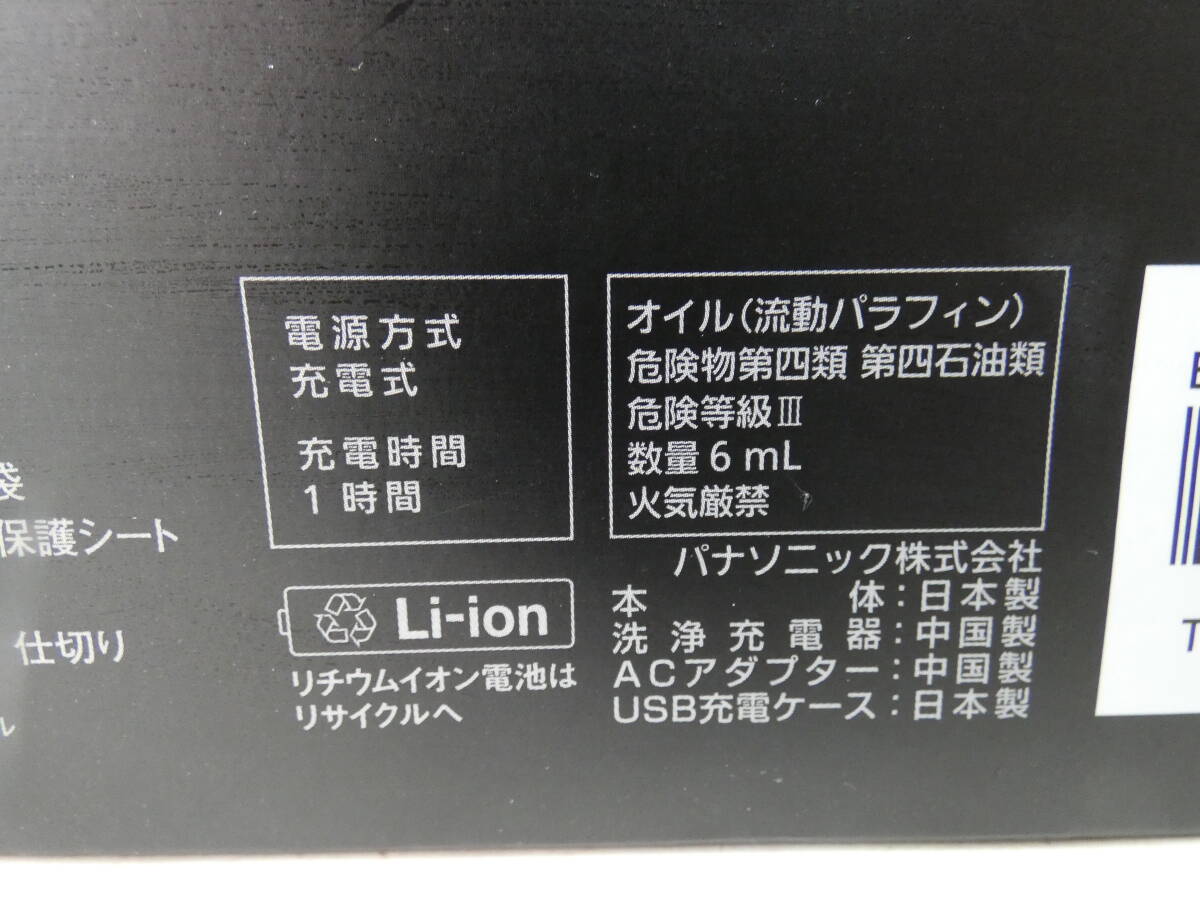 電源方式
充電式
充電時間
1時間
オイル(流動パラフィン)
危険物第四類 第四石油類
危険等級Ⅲ
数量6mL
火気厳禁
袋
保護シート
仕切り
ル
Li-ion
リチウムイオン電池は
リサイクルへ
パナソニック株式会社
本体:日本製
洗浄充電器:中国製
ACアダプター:中国製
USB充電ケース:日本製
T